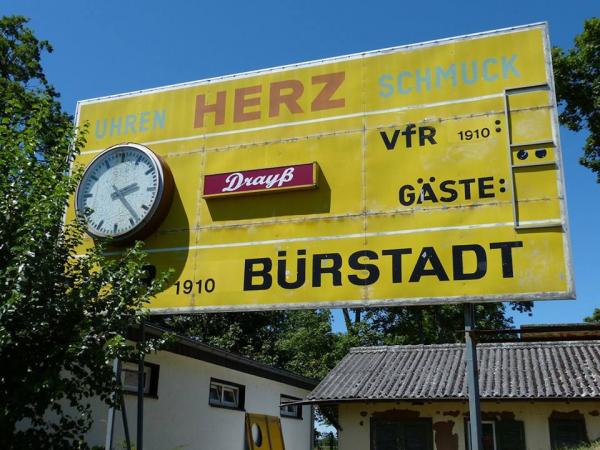 UHREN HERZ SCHMUCK
VfR 1910:
Drayß
GÄSTE:
R 1910 BÜRSTADT